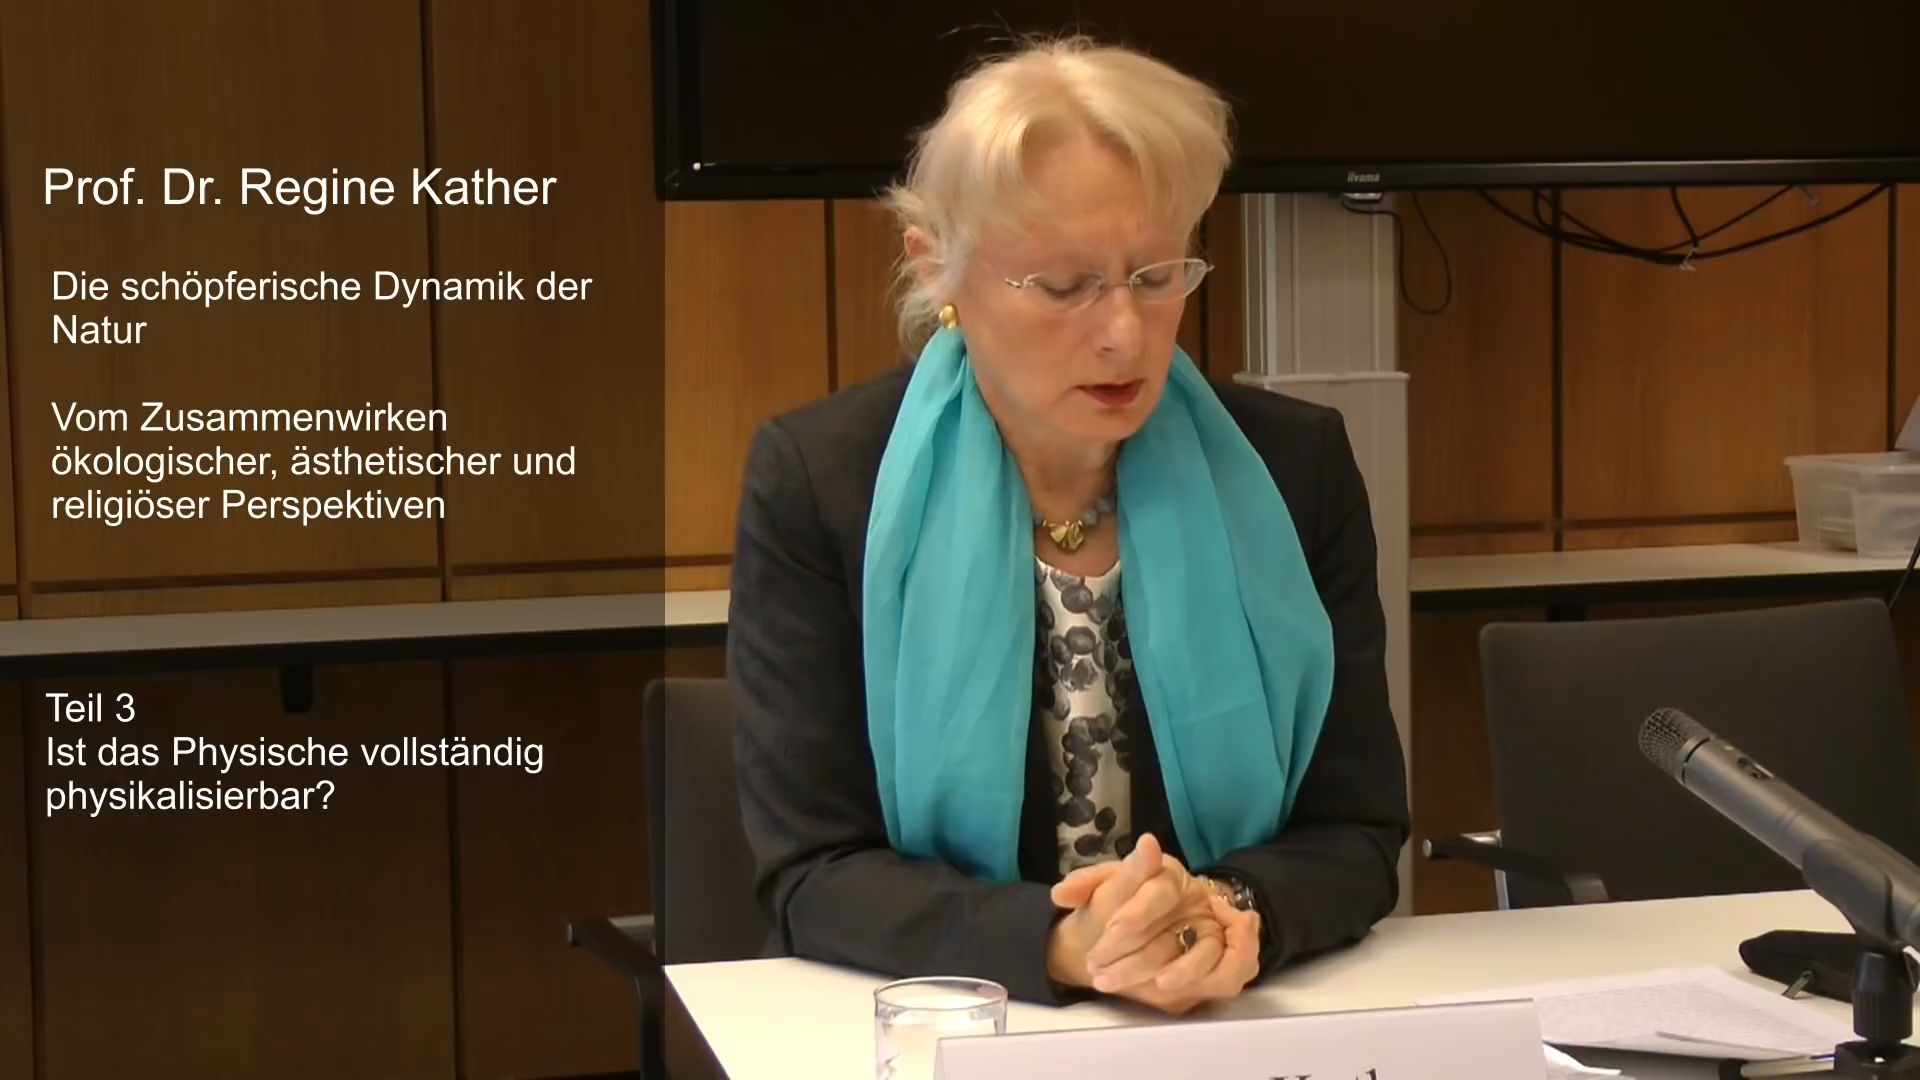 Prof. Dr. Regine Kather
Die schöpferische Dynamik der
Natur
Vom Zusammenwirken
ökologischer, ästhetischer und
religiöser Perspektiven
Teil 3
Ist das Physische vollständig
physikalisierbar?
iiyama